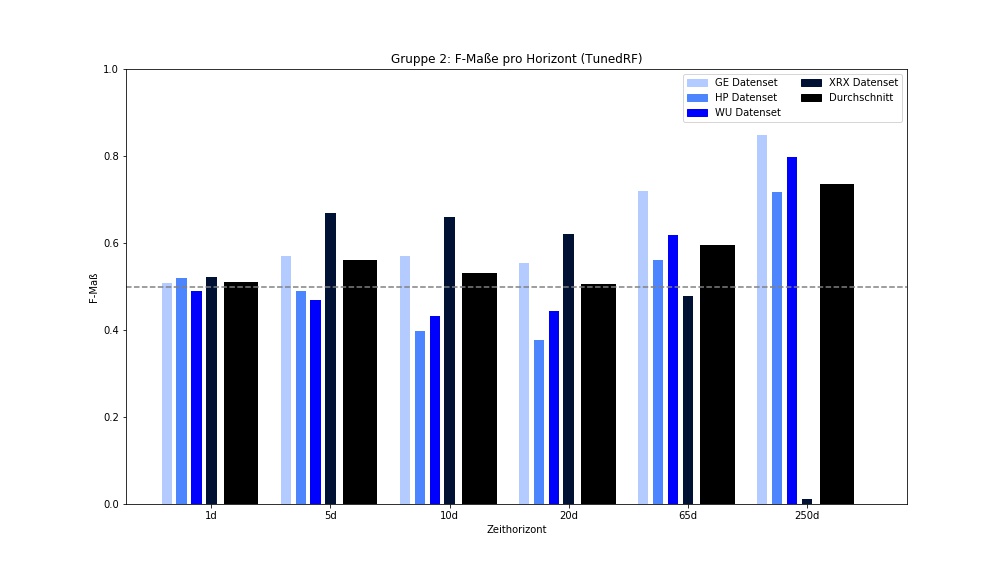 Gruppe 2: F-Maße pro Horizont (TunedRF)
GE Datenset
HP Datenset
WU Datenset
XRX Datenset
Durchschnitt
F-Maß
1.0
0.8
0.6
0.4
0.2
0.0
1d 5d 10d 20d 65d 250d
Zeithorizont